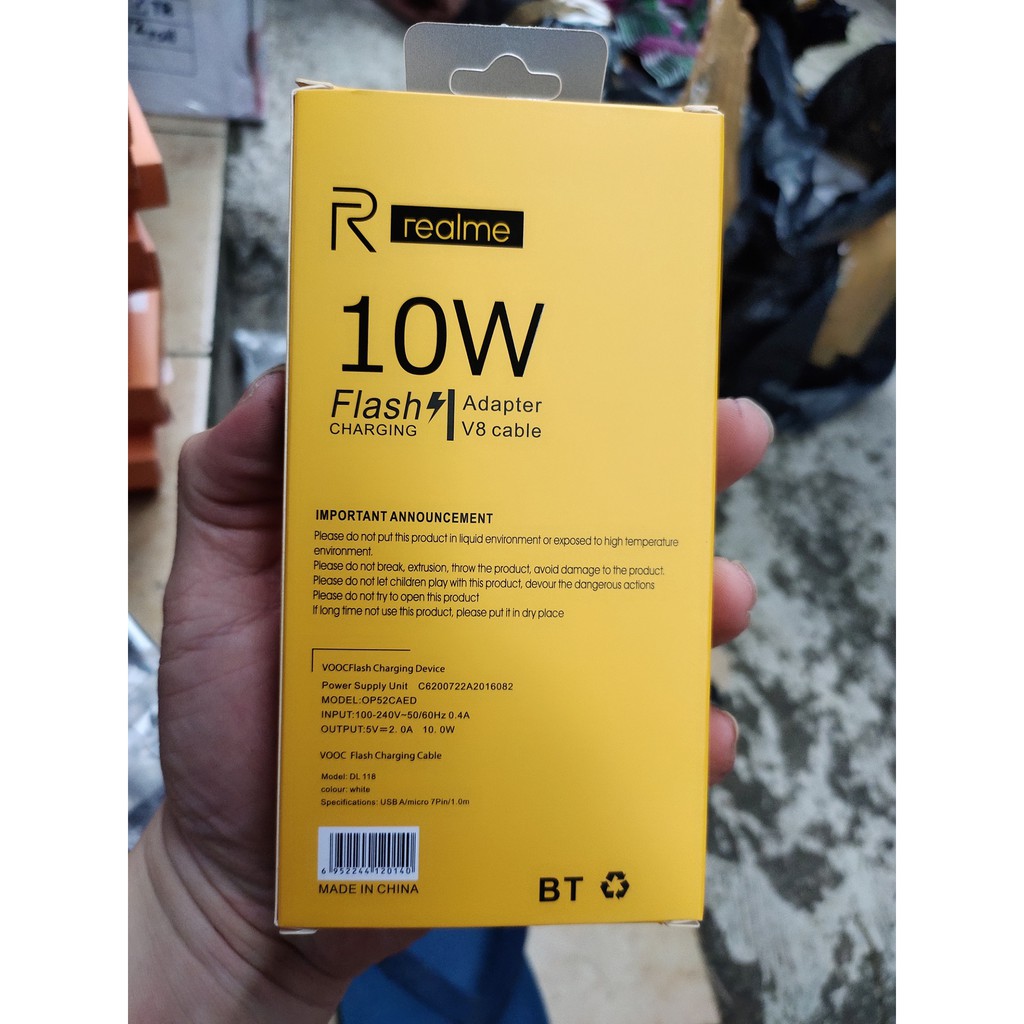 R realme
10W
Flash Adapter
CHARGING V8 cable
IMPORTANT ANNOUNCEMENT
Please do not put this product in liquid environment or exposed to high temperature
environment.
Please do not break, extrusion, throw the product, avoid damage to the product.
Please do not let children play with this product, devour the dangerous actions
Please do not try to open this product
If long time not use this product, please put it in dry place
VOOCFlash Charging Device
Power Supply Unit C6200722A2016082
MODEL:OP52CAED
INPUT:100-240V~50/60Hz 0.4A
OUTPUT:5V⎓2.0A 10.0W
VOOC Flash Charging Cable
Model: DL 118
colour: white
Specifications: USB A/micro 7Pin/1.0m
6 952244 120140
MADE IN CHINA
BT